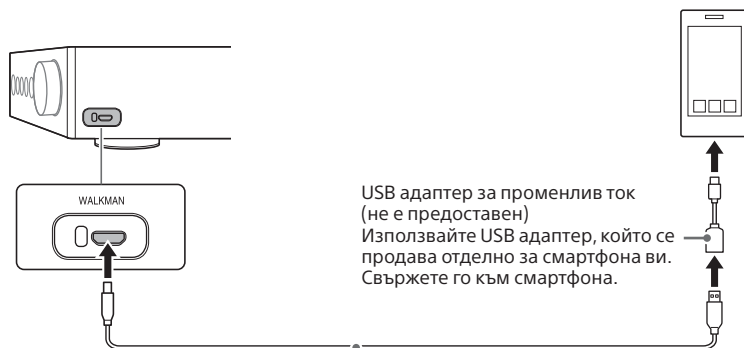 WALKMAN
USB адаптер за променлив ток
(не е предоставен)
Използвайте USB адаптер, който се
продава отделно за смартфона ви.
Свържете го към смартфона.